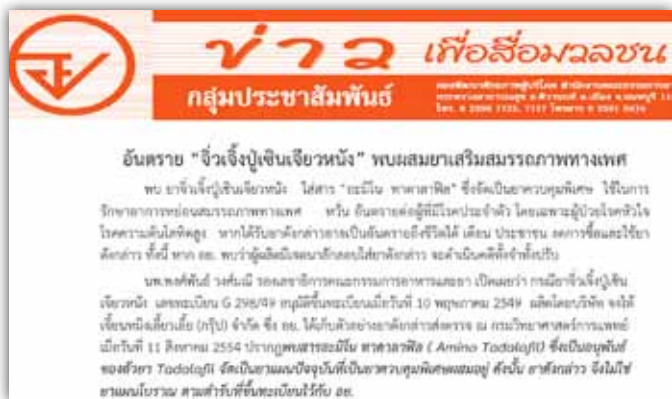 ข่าว เพื่อสื่อมวลชน
กลุ่มประชาสัมพันธ์
อันตราย "จิ่วเจิ้งปู่เซินเจียวหนัง" พบผสมยาเสริมสมรรถภาพทางเพศ
พบ ยาจิ่วเจิ้งปู่เซินเจียวหนัง ใส่สาร "อะมิโน ทาดาลาฟิล" ซึ่งจัดเป็นยาควบคุมพิเศษ ใช้ในการ
รักษาอาการหย่อนสมรรถภาพทางเพศ หวั่น อันตรายต่อผู้ที่มีโรคประจำตัว โดยเฉพาะผู้ป่วยโรคหัวใจ
โรคความดันโลหิตสูง หากได้รับยาดังกล่าวอาจเป็นอันตรายถึงชีวิตได้ เตือน ประชาชน งดการซื้อและใช้ยา
ดังกล่าว ทั้งนี้ หาก อย. พบว่าผู้ผลิตมีเจตนาลักลอบใส่ยาดังกล่าว จะดำเนินคดีทั้งจำทั้งปรับ
นพ.พงศ์พันธ์ วงศ์มณี รองเลขาธิการคณะกรรมการอาหารและยา เปิดเผยว่า กรณียาจิ่วเจิ้งปู่เซิน
เจียวหนัง เลขทะเบียน G 298/49 อนุมัติขึ้นทะเบียนเมื่อวันที่ 10 พฤษภาคม 2549 ผลิตโดยบริษัท
(กรุ๊ป) จำกัด ซึ่ง อย. ได้เก็บตัวอย่างยาดังกล่าวส่งตรวจ ณ กรมวิทยาศาสตร์การแพทย์
เมื่อวันที่ 11 สิงหาคม 2554 ปรากฏพบสารอะมิโน ทาดาลาฟิล ( Amino Tadalafil) ซึ่งเป็นอนุพันธ์
ของตัวยา Tadalafil จัดเป็นยาแผนปัจจุบันที่เป็นยาควบคุมพิเศษผสมอยู่ ดังนั้น ยาดังกล่าว จึงไม่ใช่
ยาแผนโบราณ ตามตำรับที่ขึ้นทะเบียนไว้กับ อย.